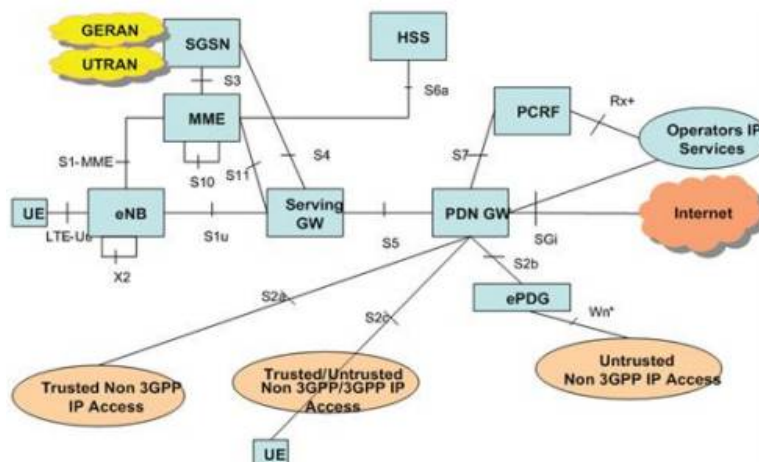 GERAN
UTRAN
SGSN
HSS
S3
S6a
MME
PCRF
Rx+
Operators IP
Services
S1-MME
S10
S11
S4
S7
UE
eNB
Serving
GW
PDN GW
Internet
LTE-Uu
S1u
S5
SGi
X2
S2b
ePDG
S2a
S2c
Wn*
Trusted Non 3GPP
IP Access
Trusted/Untrusted
Non 3GPP/3GPP IP
Access
Untrusted
Non 3GPP IP Access
UE